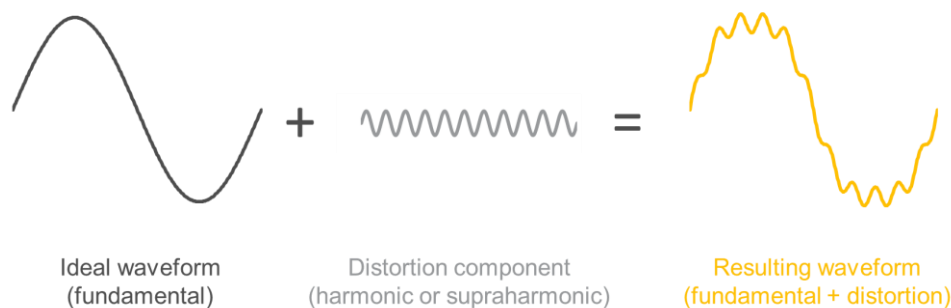 +
=
Ideal waveform
(fundamental)
Distortion component
(harmonic or supraharmonic)
Resulting waveform
(fundamental + distortion)